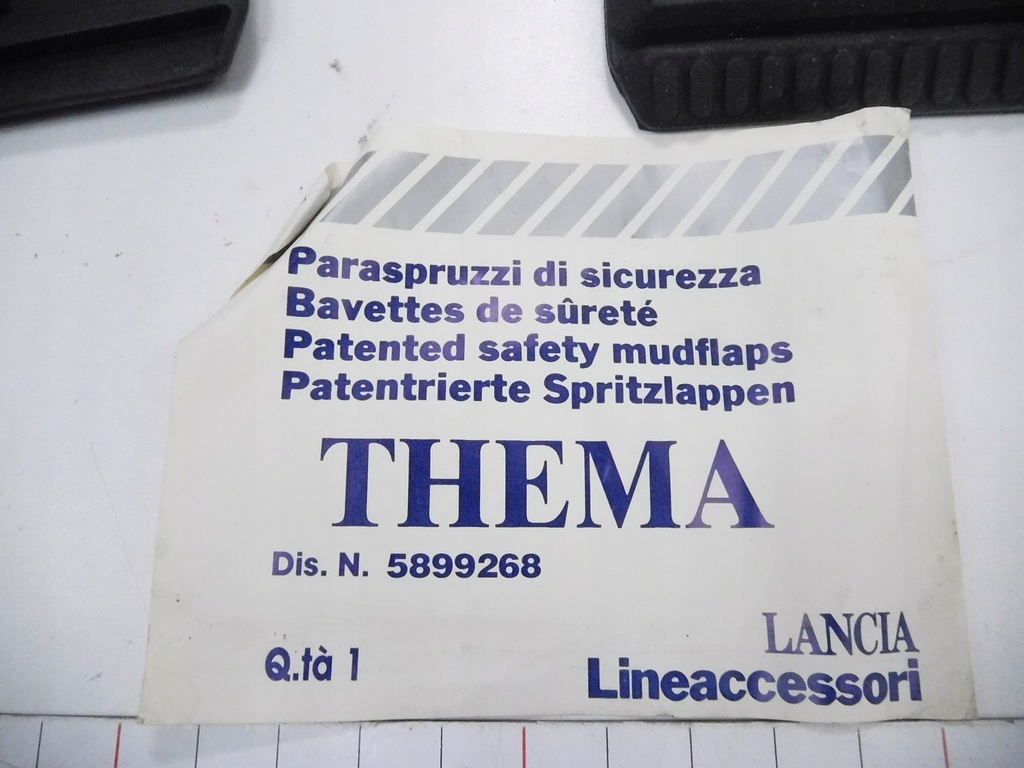 Paraspruzzi di sicurezza
Bavettes de sûreté
Patented safety mudflaps
Patentrierte Spritzlappen
THEMA
Dis. N. 5899268
Q.tà 1
LANCIA
Lineaccessori